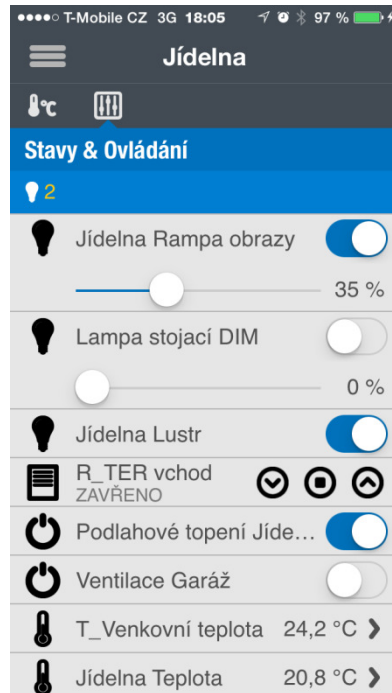 T-Mobile CZ 3G 18:05 97 %
Jídelna
°C
Stavy & Ovládání
2
Jídelna Rampa obrazy
35 %
Lampa stojací DIM
0 %
Jídelna Lustr
R_TER vchod
ZAVŘENO
Podlahové topení Jíde...
Ventilace Garáž
T_Venkovní teplota 24,2 °C
Jídelna Teplota 20,8 °C